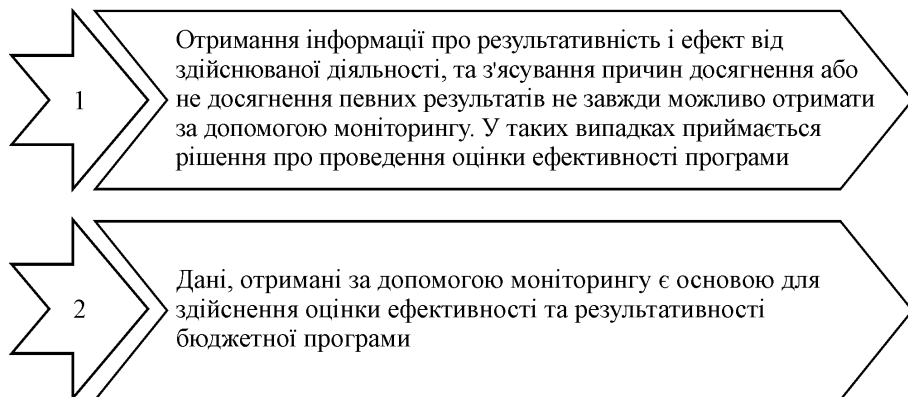 1
Отримання інформації про результативність і ефект від
здійснюваної діяльності, та з'ясування причин досягнення або
не досягнення певних результатів не завжди можливо отримати
за допомогою моніторингу. У таких випадках приймається
рішення про проведення оцінки ефективності програми
2
Дані, отримані за допомогою моніторингу є основою для
здійснення оцінки ефективності та результативності
бюджетної програми